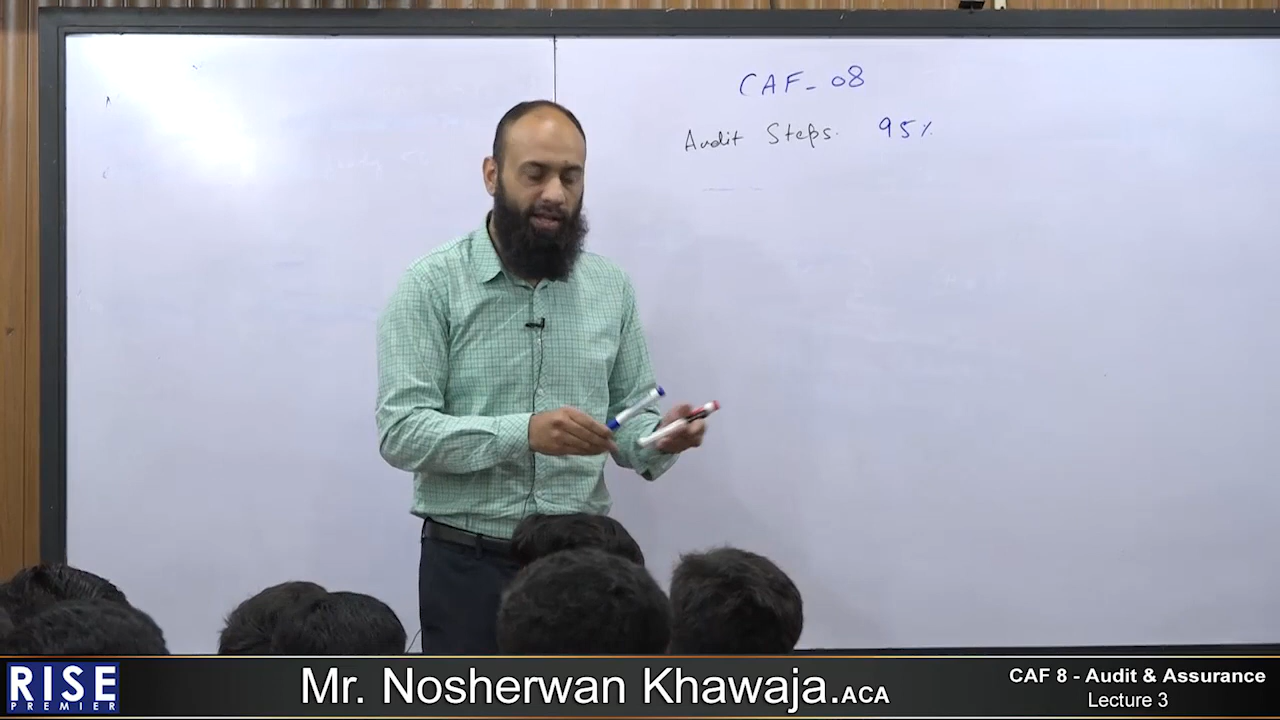 CAF-08
Audit Steps. 95%
RISE
PREMIER
Mr. Nosherwan Khawaja.ACA
CAF 8 - Audit & Assurance
Lecture 3